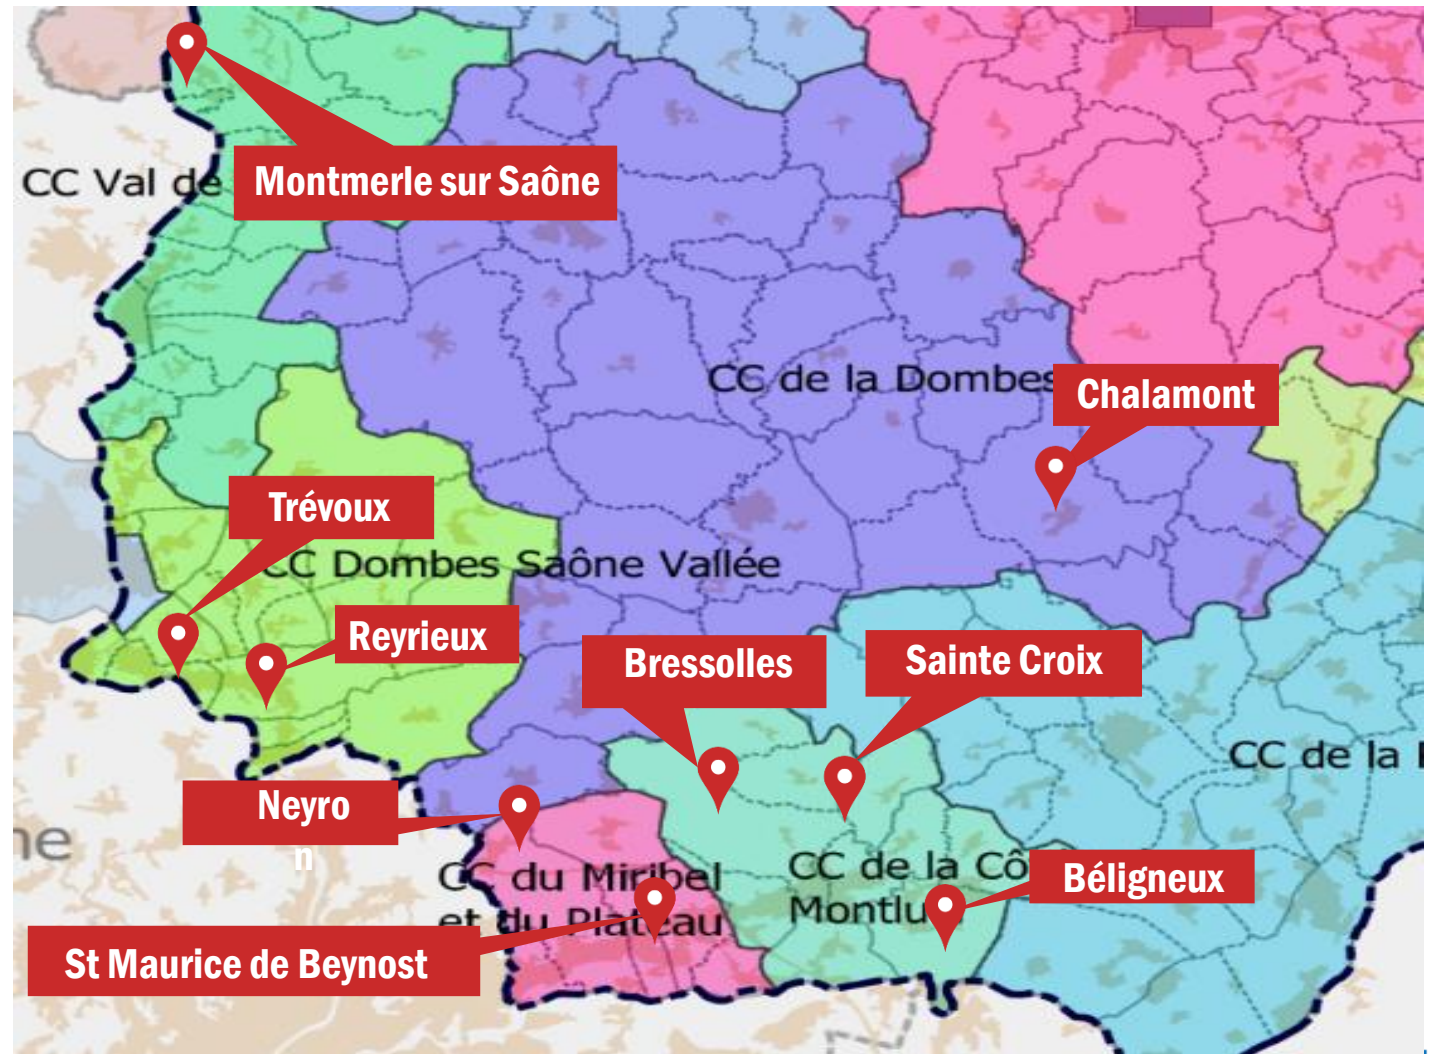 CC Val de
Montmerle sur Saône
CC de la Dombes
Chalamont
Trévoux
CC Dombes Saône Vallée
Reyrieux
Bressolles
Sainte Croix
CC de la
Neyro
n
ne
CC du Miribel
et du Plateau
CC de la Cô
Montlu
Béligneux
St Maurice de Beynost